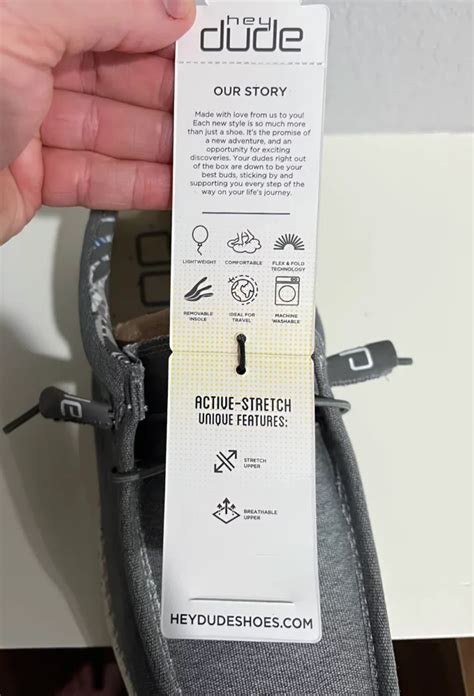 hey
dude
OUR STORY
Made with love from us to you!
Each new style is so much more
than just a shoe. It's the promise of
a new adventure, and an
opportunity for exciting
discoveries. Your dudes right out
of the box are down to be your
best buds, sticking by and
supporting you every step of the
way on your life's journey.
LIGHTWEIGHT
COMFORTABLE
FLEX & FOLD
TECHNOLOGY
REMOVABLE
INSOLE
IDEAL FOR
TRAVEL
MACHINE
WASHABLE
ACTIVE-STRETCH
UNIQUE FEATURES:
STRETCH
UPPER
BREATHABLE
UPPER
HEYDUDESHOES.COM